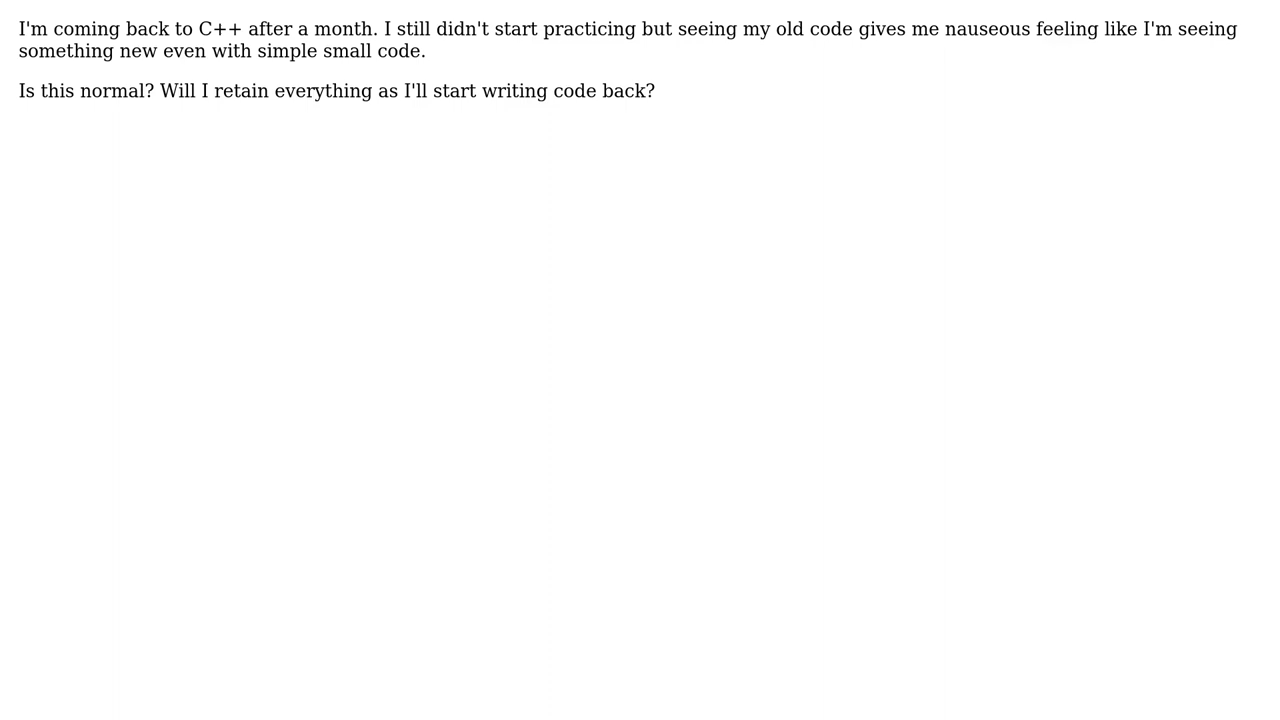 I'm coming back to C++ after a month. I still didn't start practicing but seeing my old code gives me nauseous feeling like I'm seeing
something new even with simple small code.
Is this normal? Will I retain everything as I'll start writing code back?